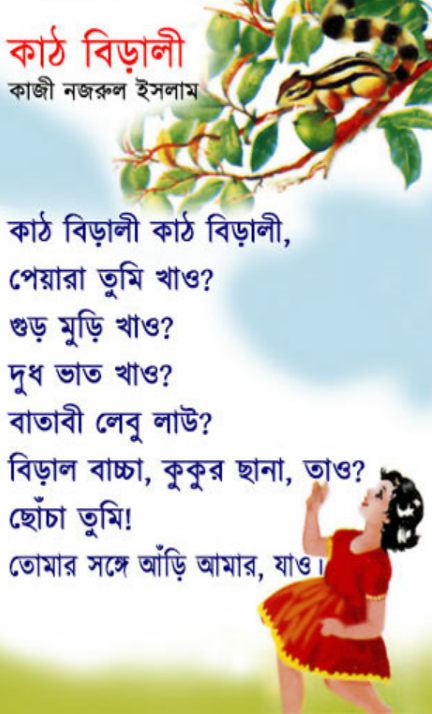 কাঠ বিড়ালী
কাজী নজরুল ইসলাম
কাঠ বিড়ালী কাঠ বিড়ালী,
পেয়ারা তুমি খাও?
গুড় মুড়ি খাও?
দুধ ভাত খাও?
বাতাবী লেবু লাউ?
বিড়াল বাচ্চা, কুকুর ছানা, তাও?
ছোঁচা তুমি!
তোমার সঙ্গে আঁড়ি আমার, যাও।